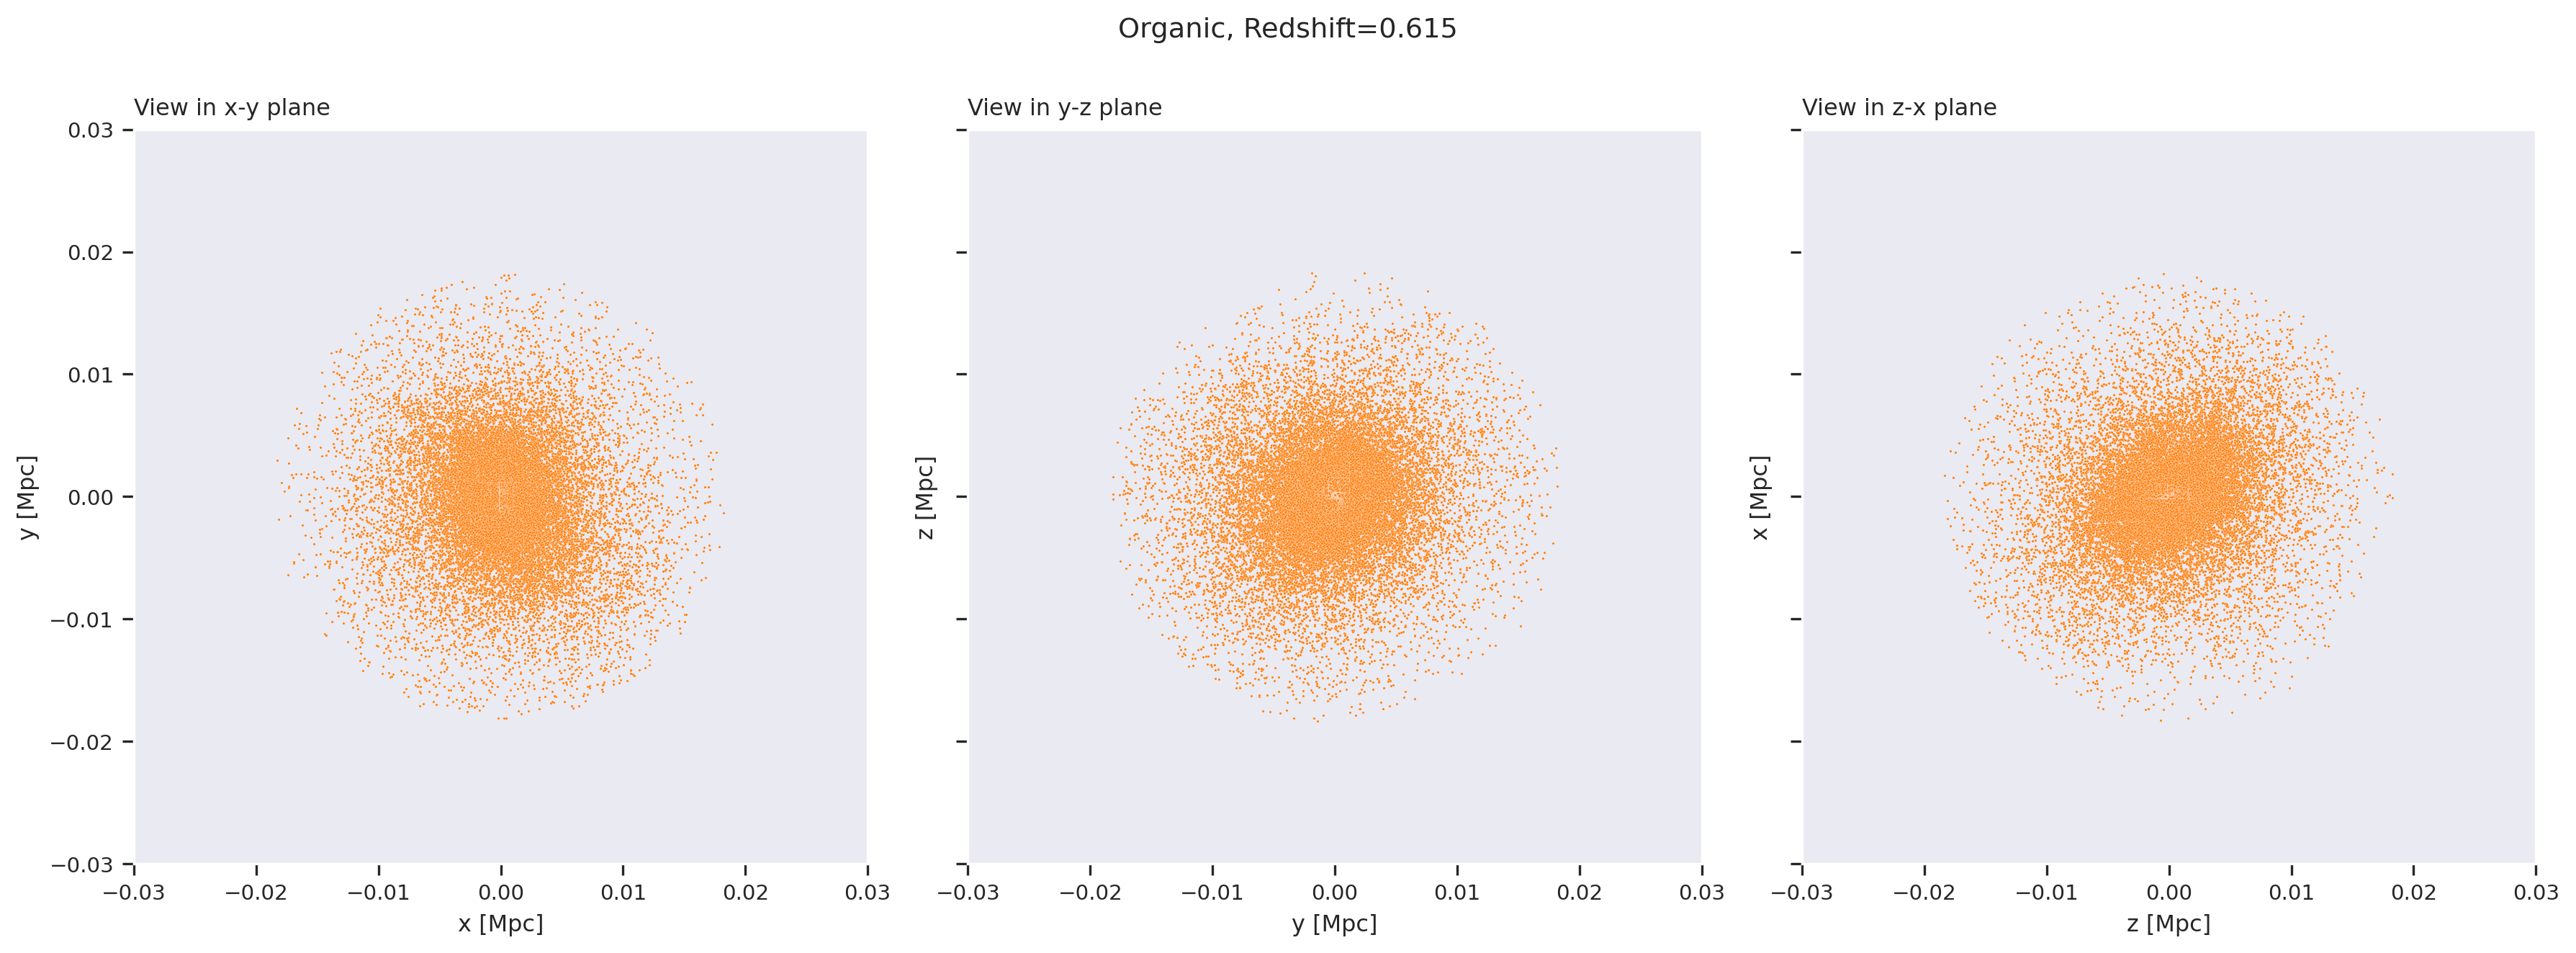 Organic, Redshift=0.615
View in x-y plane
0.03
0.02
0.01
0.00
−0.01
−0.02
−0.03
y [Mpc]
−0.03 −0.02 −0.01 0.00 0.01 0.02 0.03
x [Mpc]
View in y-z plane
z [Mpc]
−0.03 −0.02 −0.01 0.00 0.01 0.02 0.03
y [Mpc]
View in z-x plane
x [Mpc]
−0.03 −0.02 −0.01 0.00 0.01 0.02 0.03
z [Mpc]